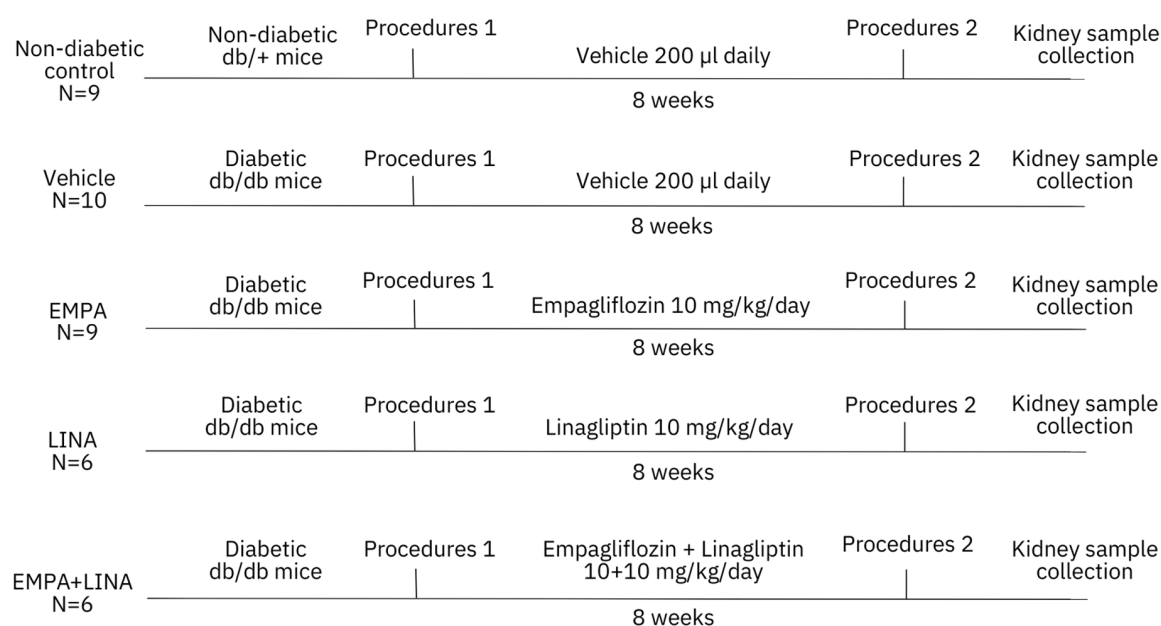 Non-diabetic
control
N=9
Non-diabetic
db/+ mice
Procedures 1
Vehicle 200 µl daily
8 weeks
Procedures 2
Kidney sample
collection
Vehicle
N=10
Diabetic
db/db mice
Procedures 1
Vehicle 200 µl daily
8 weeks
Procedures 2
Kidney sample
collection
EMPA
N=9
Diabetic
db/db mice
Procedures 1
Empagliflozin 10 mg/kg/day
8 weeks
Procedures 2
Kidney sample
collection
LINA
N=6
Diabetic
db/db mice
Procedures 1
Linagliptin 10 mg/kg/day
8 weeks
Procedures 2
Kidney sample
collection
EMPA+LINA
N=6
Diabetic
db/db mice
Procedures 1
Empagliflozin + Linagliptin
10+10 mg/kg/day
8 weeks
Procedures 2
Kidney sample
collection